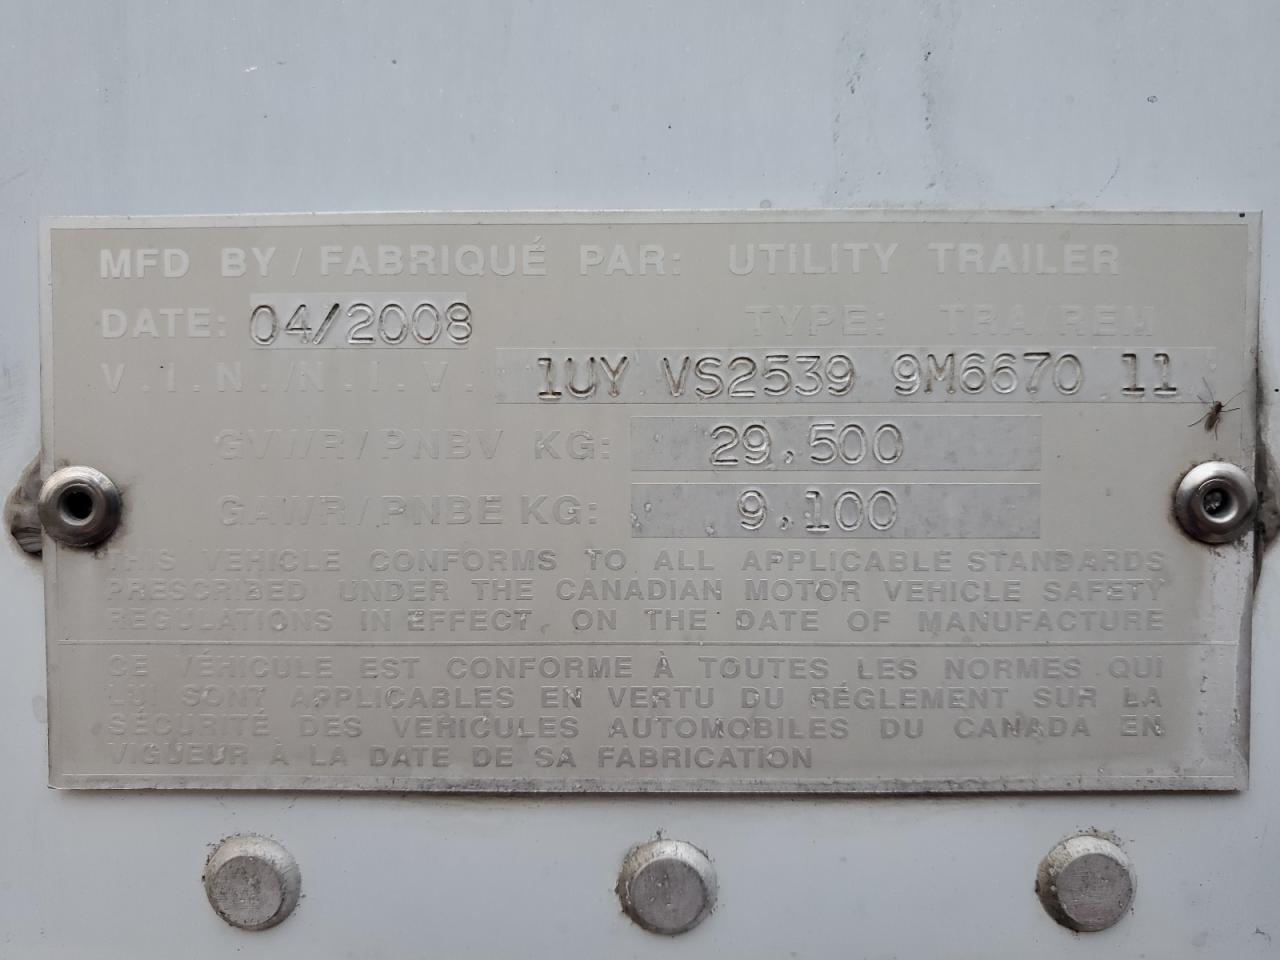 MFD BY / FABRIQUÉ PAR: UTILITY TRAILER
DATE: 04/2008 TYPE: TRA/REM
V.I.N./N.I.V. 1UY VS2539 9M6670 11
GVWR/PNBV KG: 29,500
GAWR/PNBE KG: 9,100
THIS VEHICLE CONFORMS TO ALL APPLICABLE STANDARDS
PRESCRIBED UNDER THE CANADIAN MOTOR VEHICLE SAFETY
REGULATIONS IN EFFECT ON THE DATE OF MANUFACTURE
CE VÉHICULE EST CONFORME À TOUTES LES NORMES QUI
LUI SONT APPLICABLES EN VERTU DU RÉGLEMENT SUR LA
SÉCURITÉ DES VEHICULES AUTOMOBILES DU CANADA EN
VIGUEUR À LA DATE DE SA FABRICATION